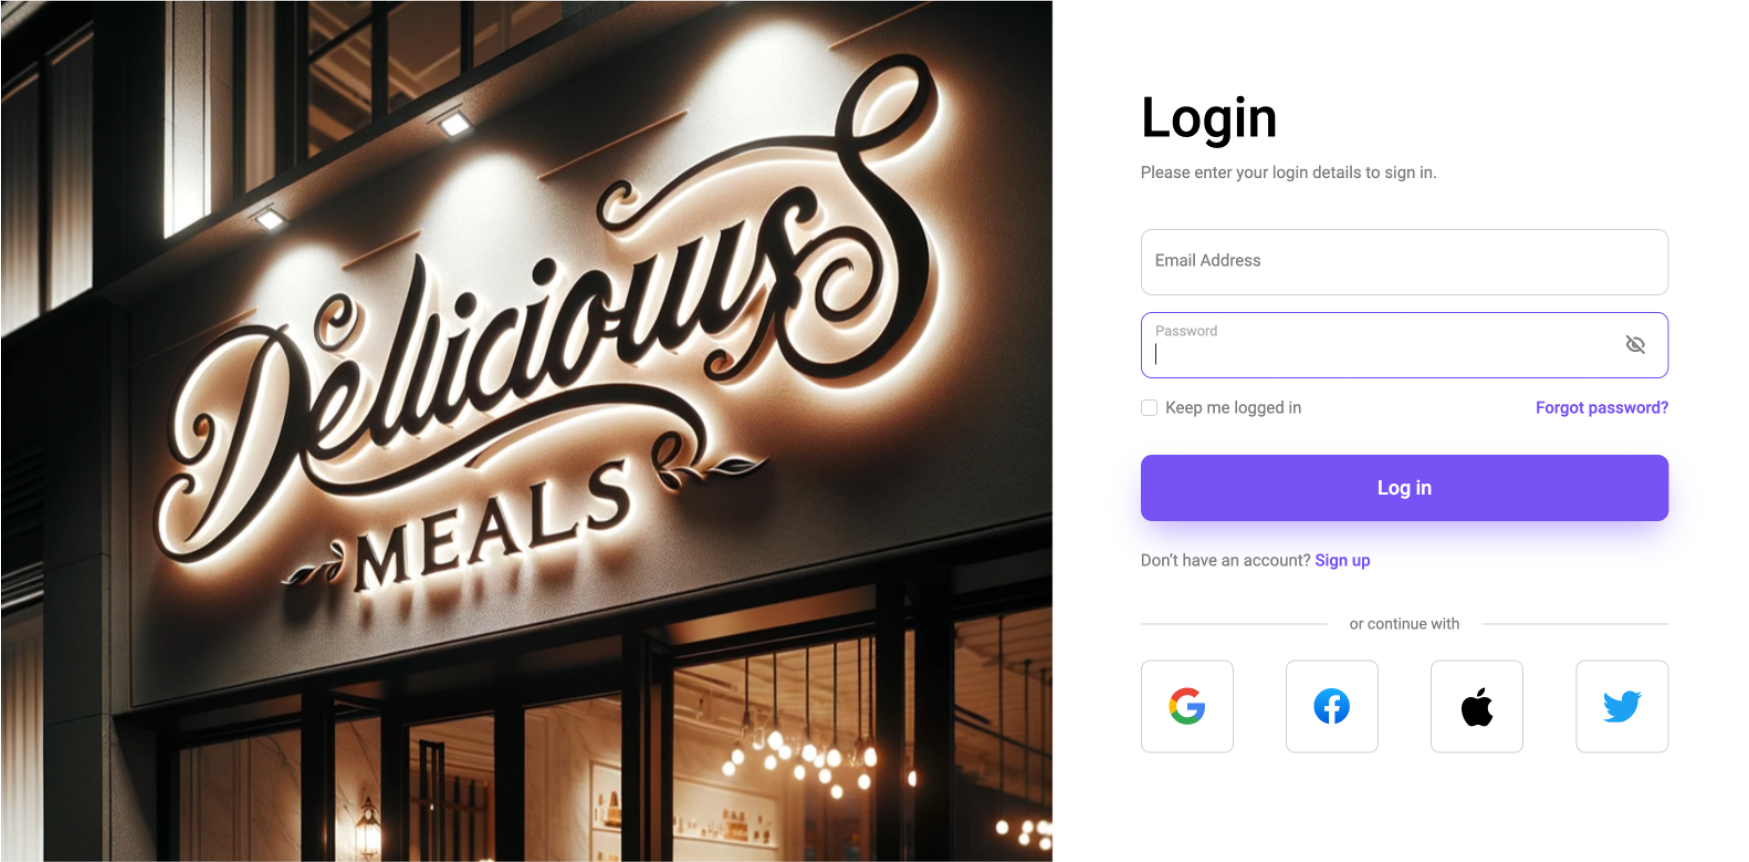 Dellicious
MEALS
Login
Please enter your login details to sign in.
Email Address
Password
Keep me logged in
Forgot password?
Log in
Don't have an account? Sign up
or continue with